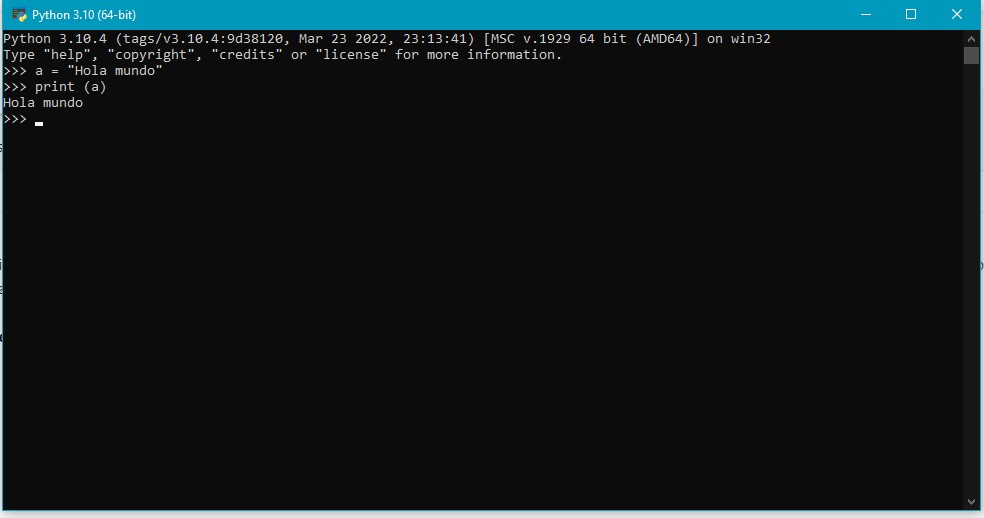 Python 3.10 (64-bit)
Python 3.10.4 (tags/v3.10.4:9d38120, Mar 23 2022, 23:13:41) [MSC v.1929 64 bit (AMD64)] on win32
Type "help", "copyright", "credits" or "license" for more information.
>>> a = "Hola mundo"
>>> print (a)
Hola mundo
>>>